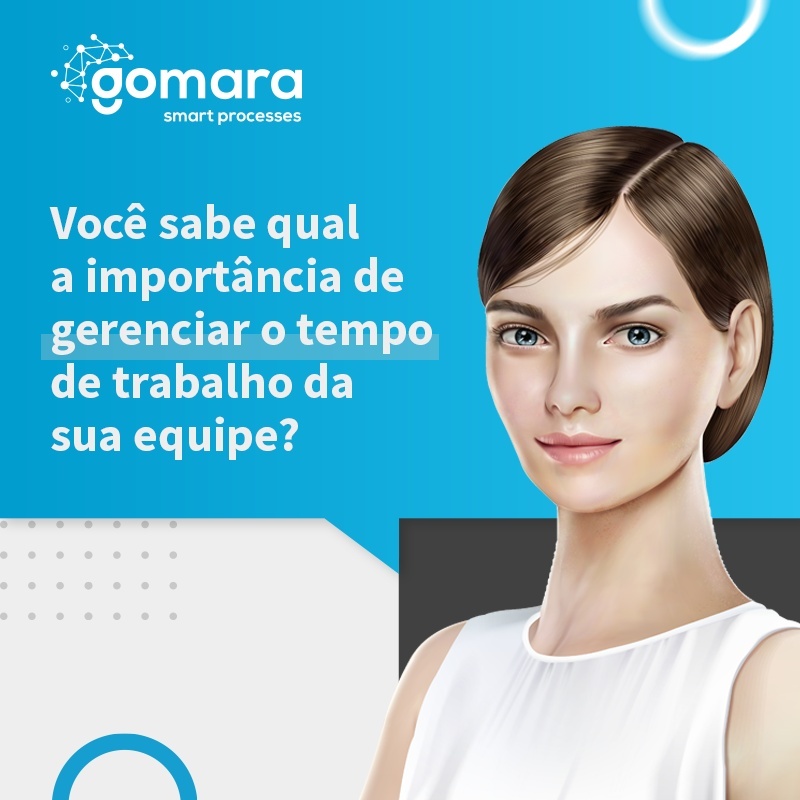 gomara
smart processes
Você sabe qual
a importância de
gerenciar o tempo
de trabalho da
sua equipe?